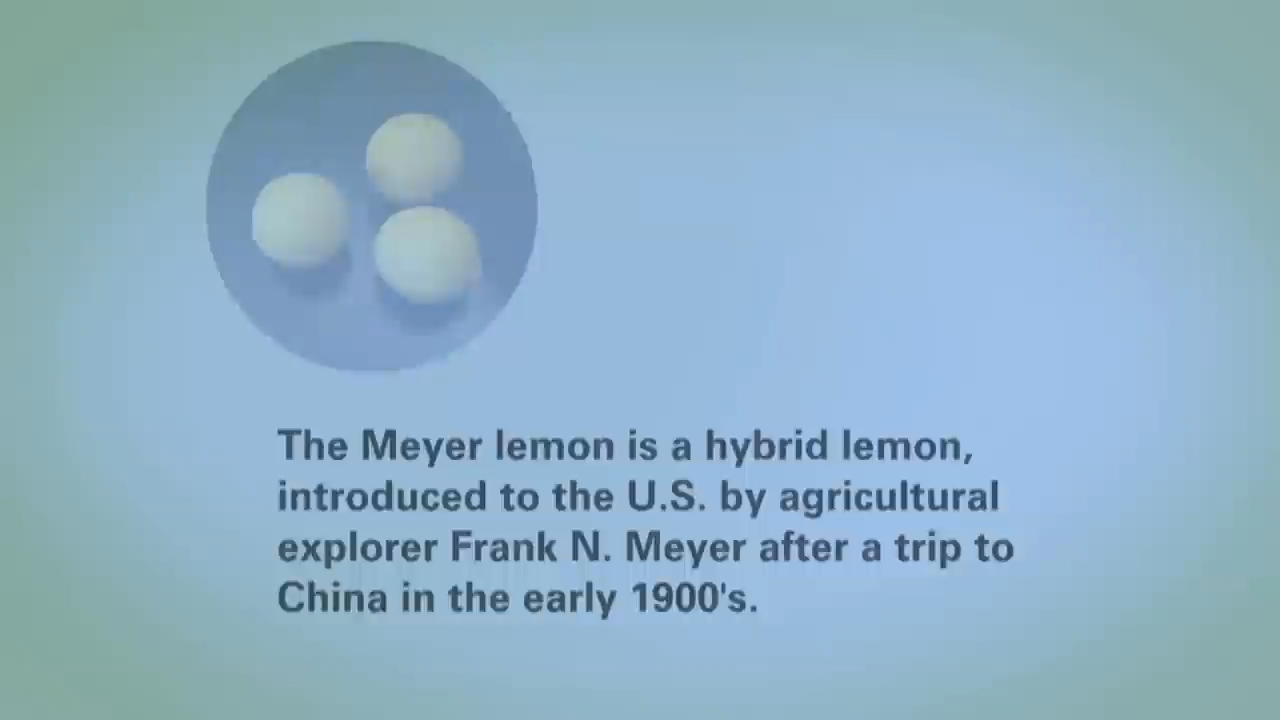 The Meyer lemon is a hybrid lemon,
introduced to the U.S. by agricultural
explorer Frank N. Meyer after a trip to
China in the early 1900's.